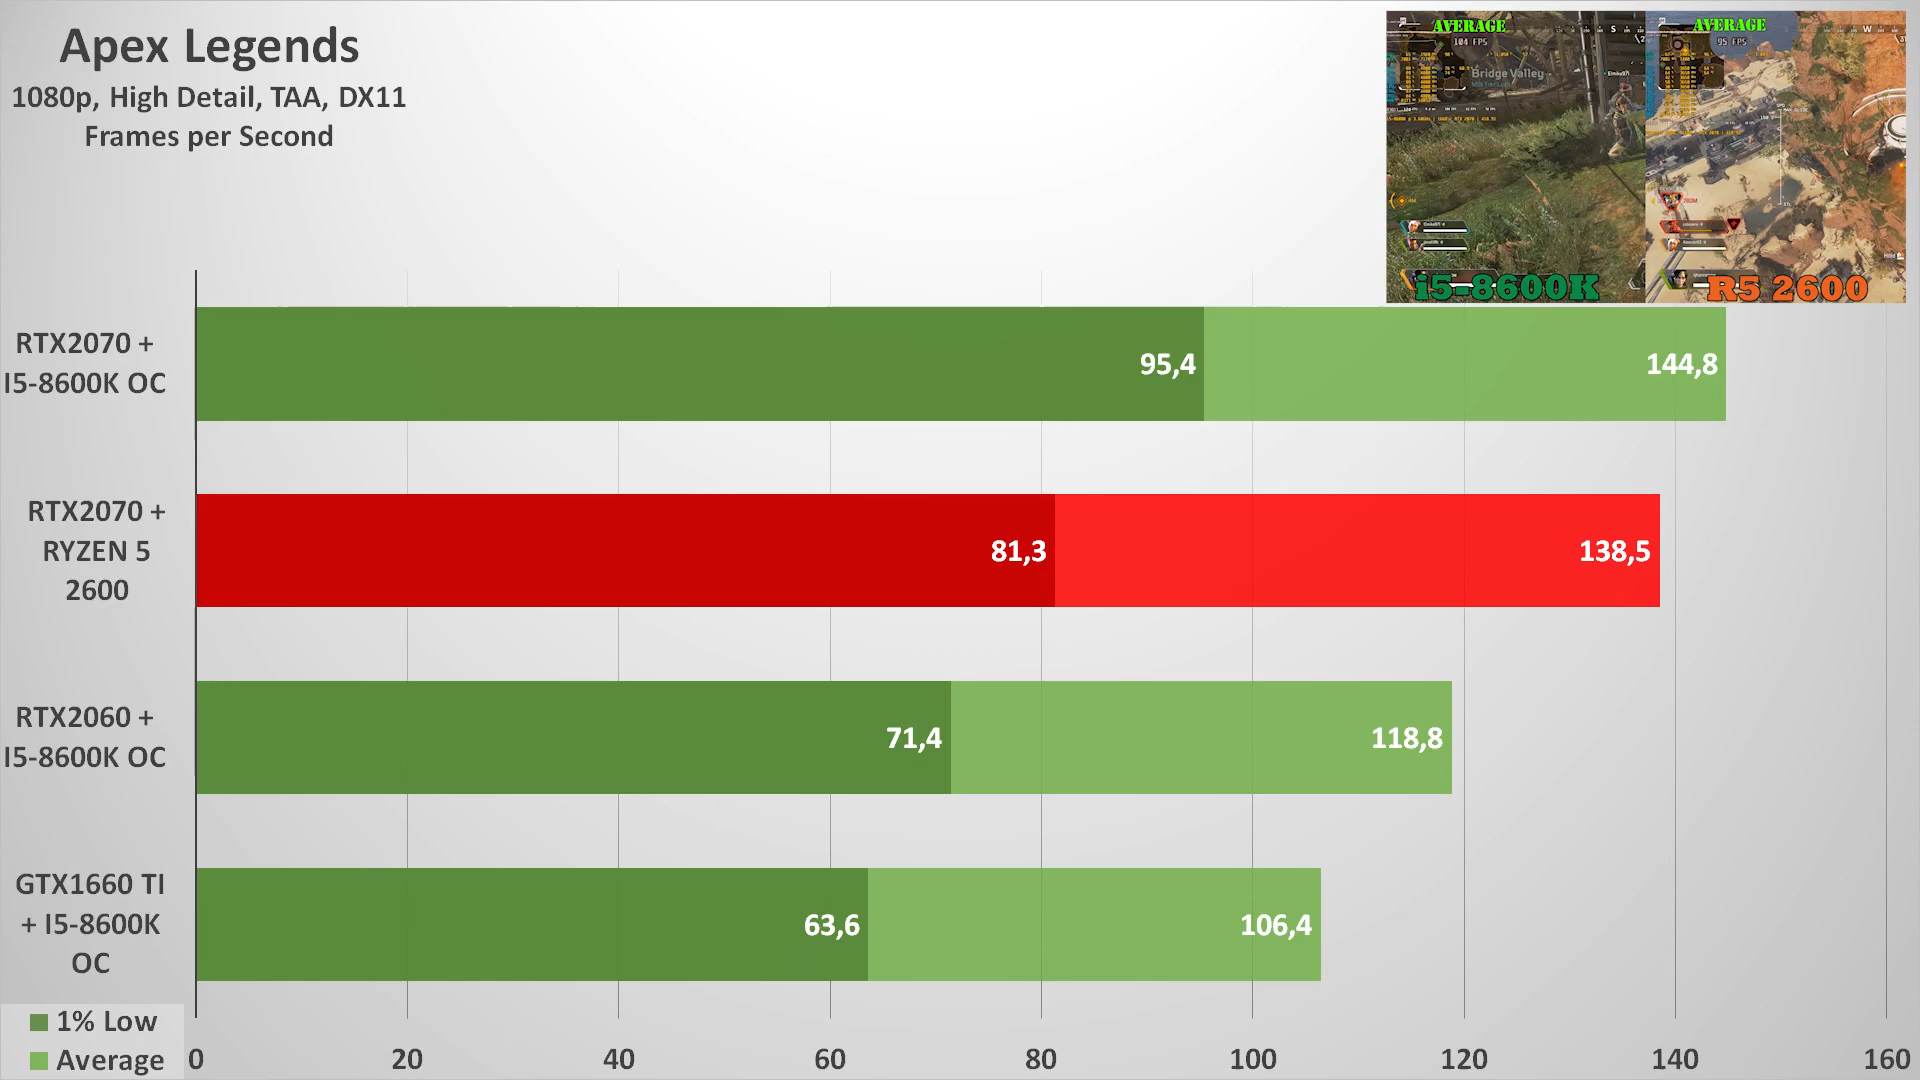 Apex Legends
1080p, High Detail, TAA, DX11
Frames per Second
AVERAGE
104 FPS
Bridge Valley
i5-8600K
AVERAGE
95 FPS
R5 2600
RTX2070 +
I5-8600K OC
95,4
144,8
RTX2070 +
RYZEN 5
2600
81,3
138,5
RTX2060 +
I5-8600K OC
71,4
118,8
GTX1660 TI
+ I5-8600K
OC
63,6
106,4
1% Low
Average
0 20 40 60 80 100 120 140 160